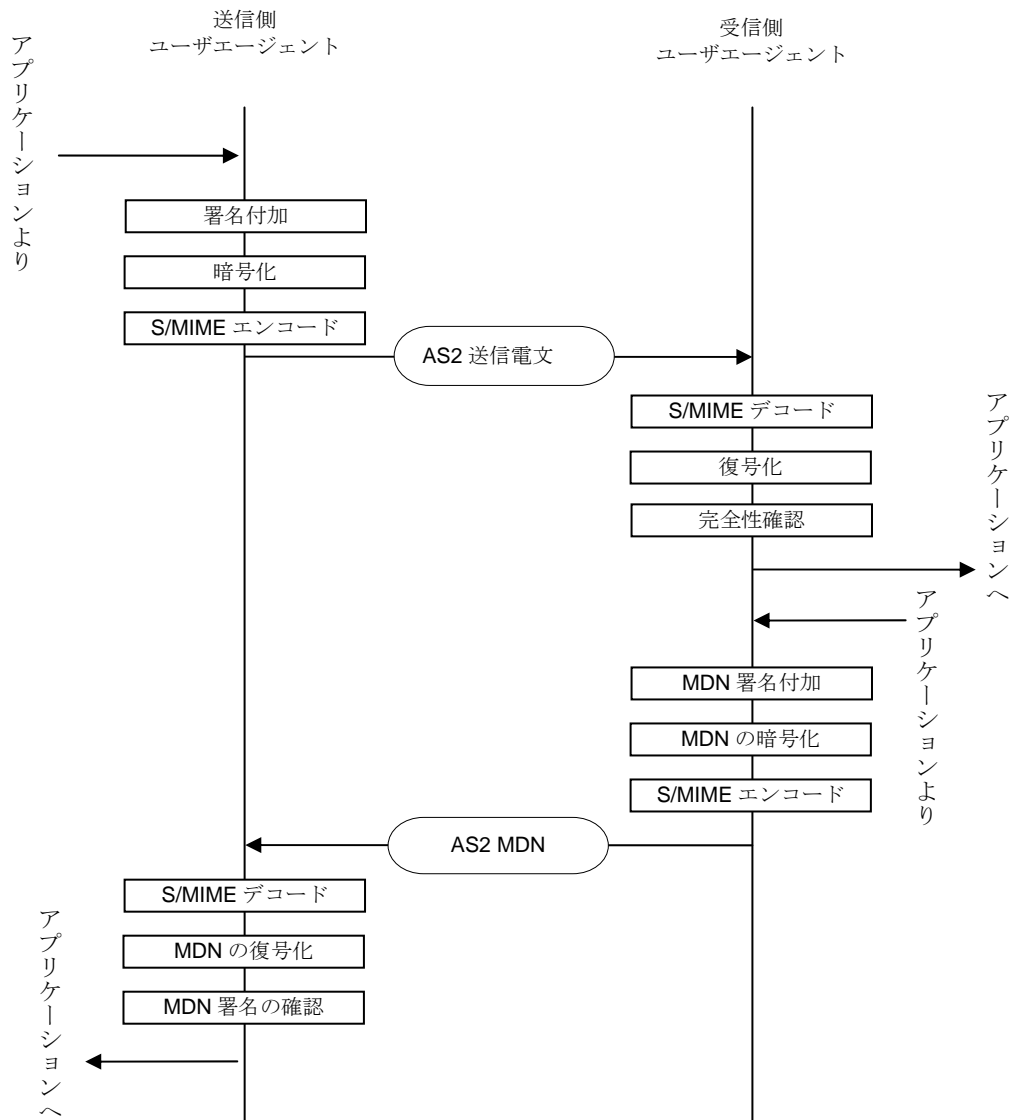 送信側
ユーザエージェント
受信側
ユーザエージェント
アプリケーションより
署名付加
暗号化
S/MIME エンコード
AS2 送信電文
S/MIME デコード
復号化
完全性確認
アプリケーションへ
アプリケーションより
MDN 署名付加
MDN の暗号化
S/MIME エンコード
AS2 MDN
S/MIME デコード
MDN の復号化
MDN 署名の確認
アプリケーションへ